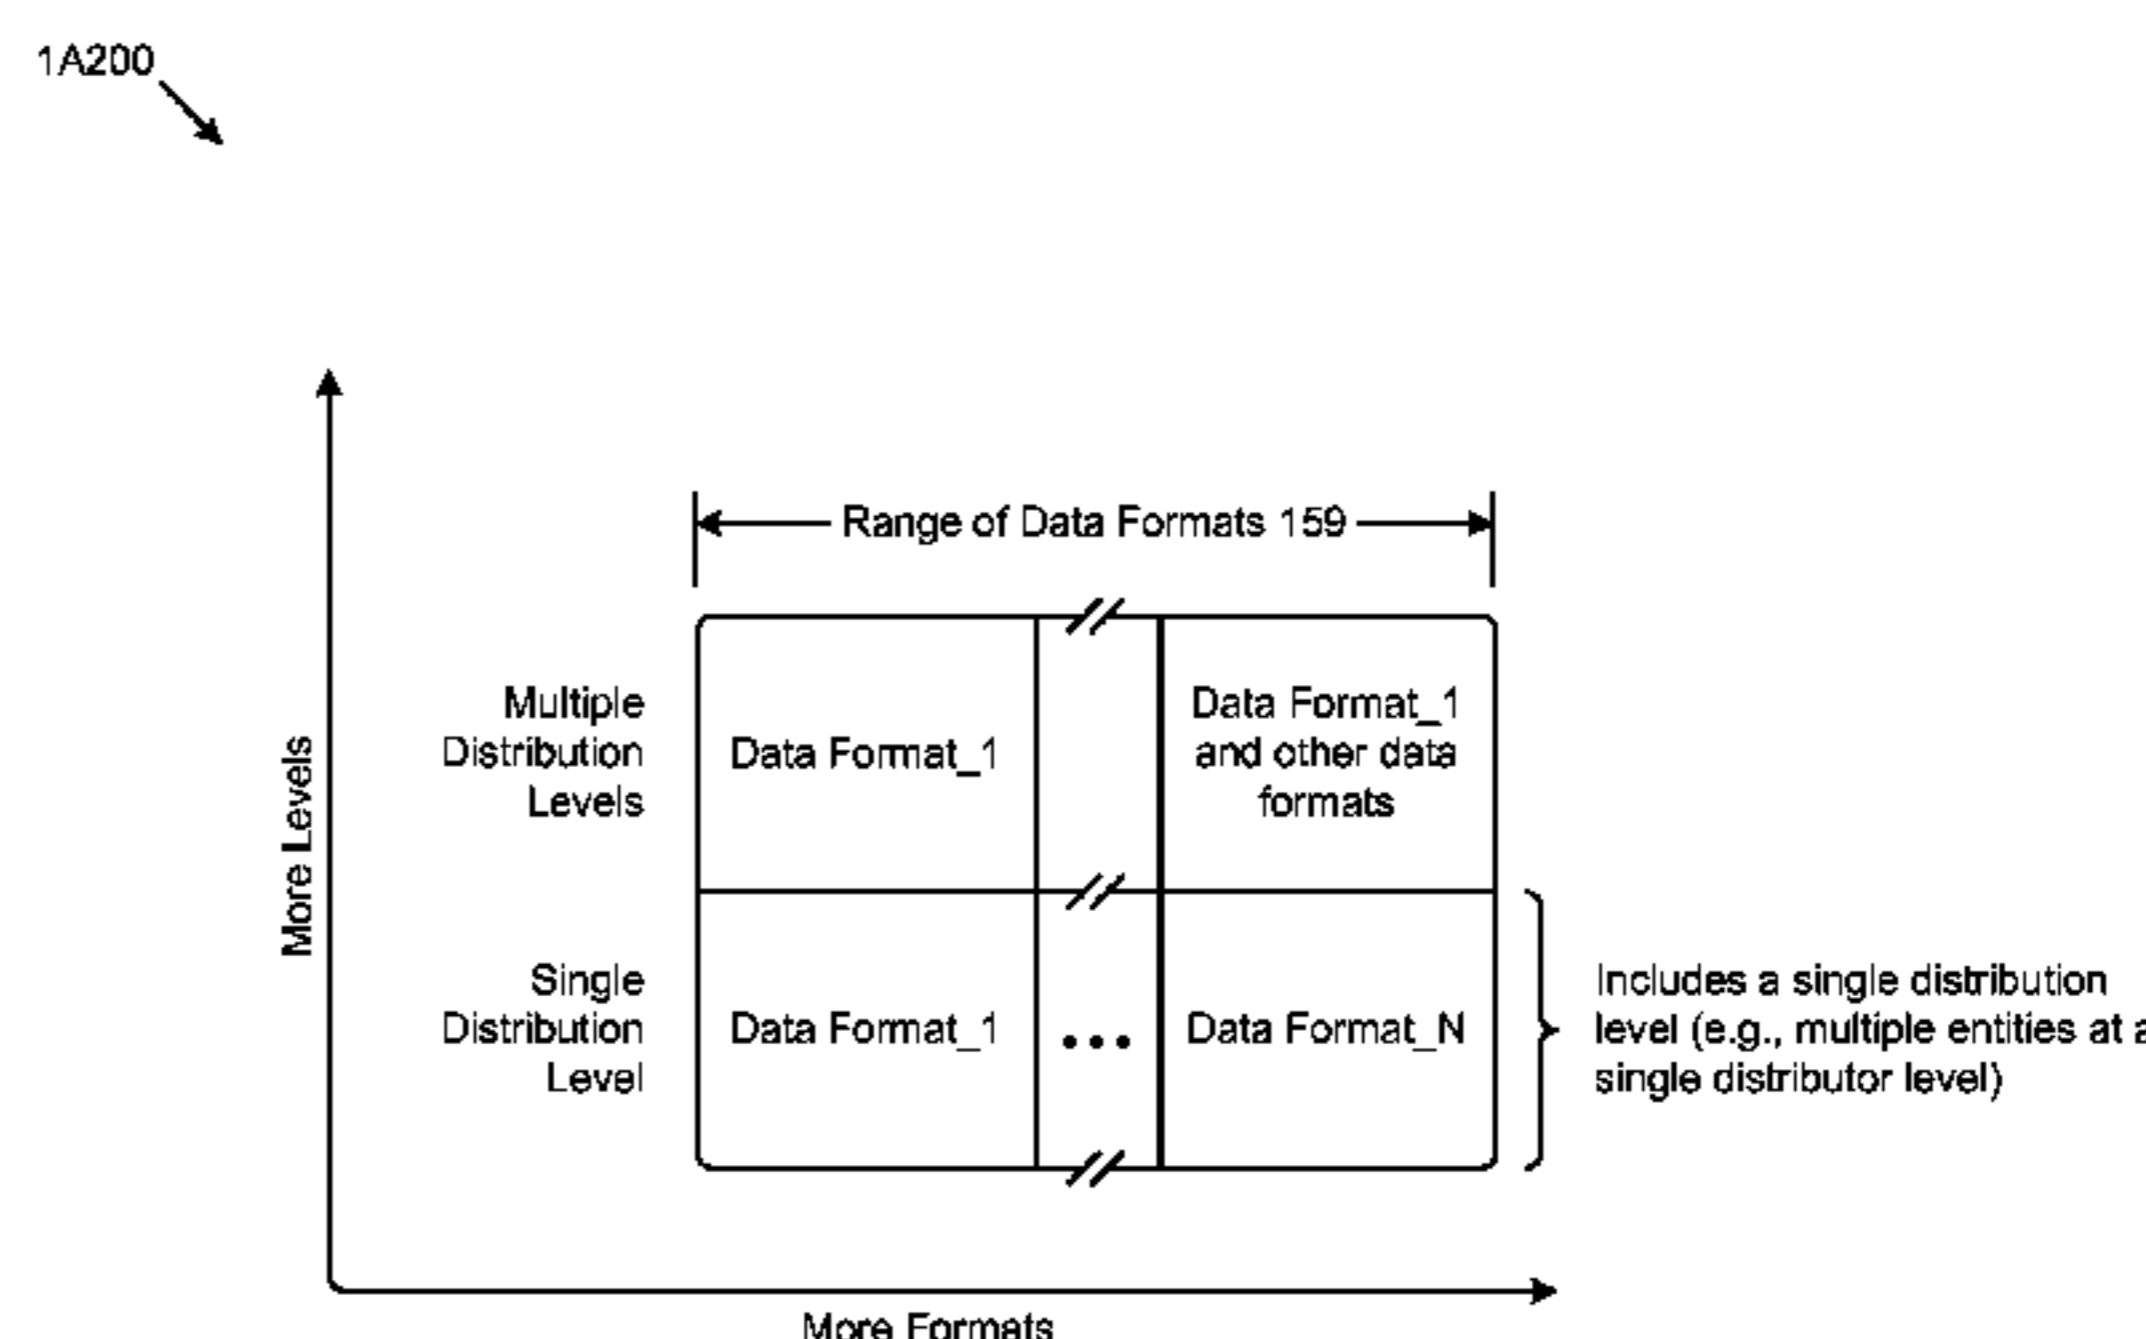 1A200
Range of Data Formats 159
More Levels
Multiple
Distribution
Levels
Data Format_1
Data Format_1
and other data
formats
Single
Distribution
Level
Data Format_1
...
Data Format_N
Includes a single distribution
level (e.g., multiple entities at a
single distributor level)
More Formats